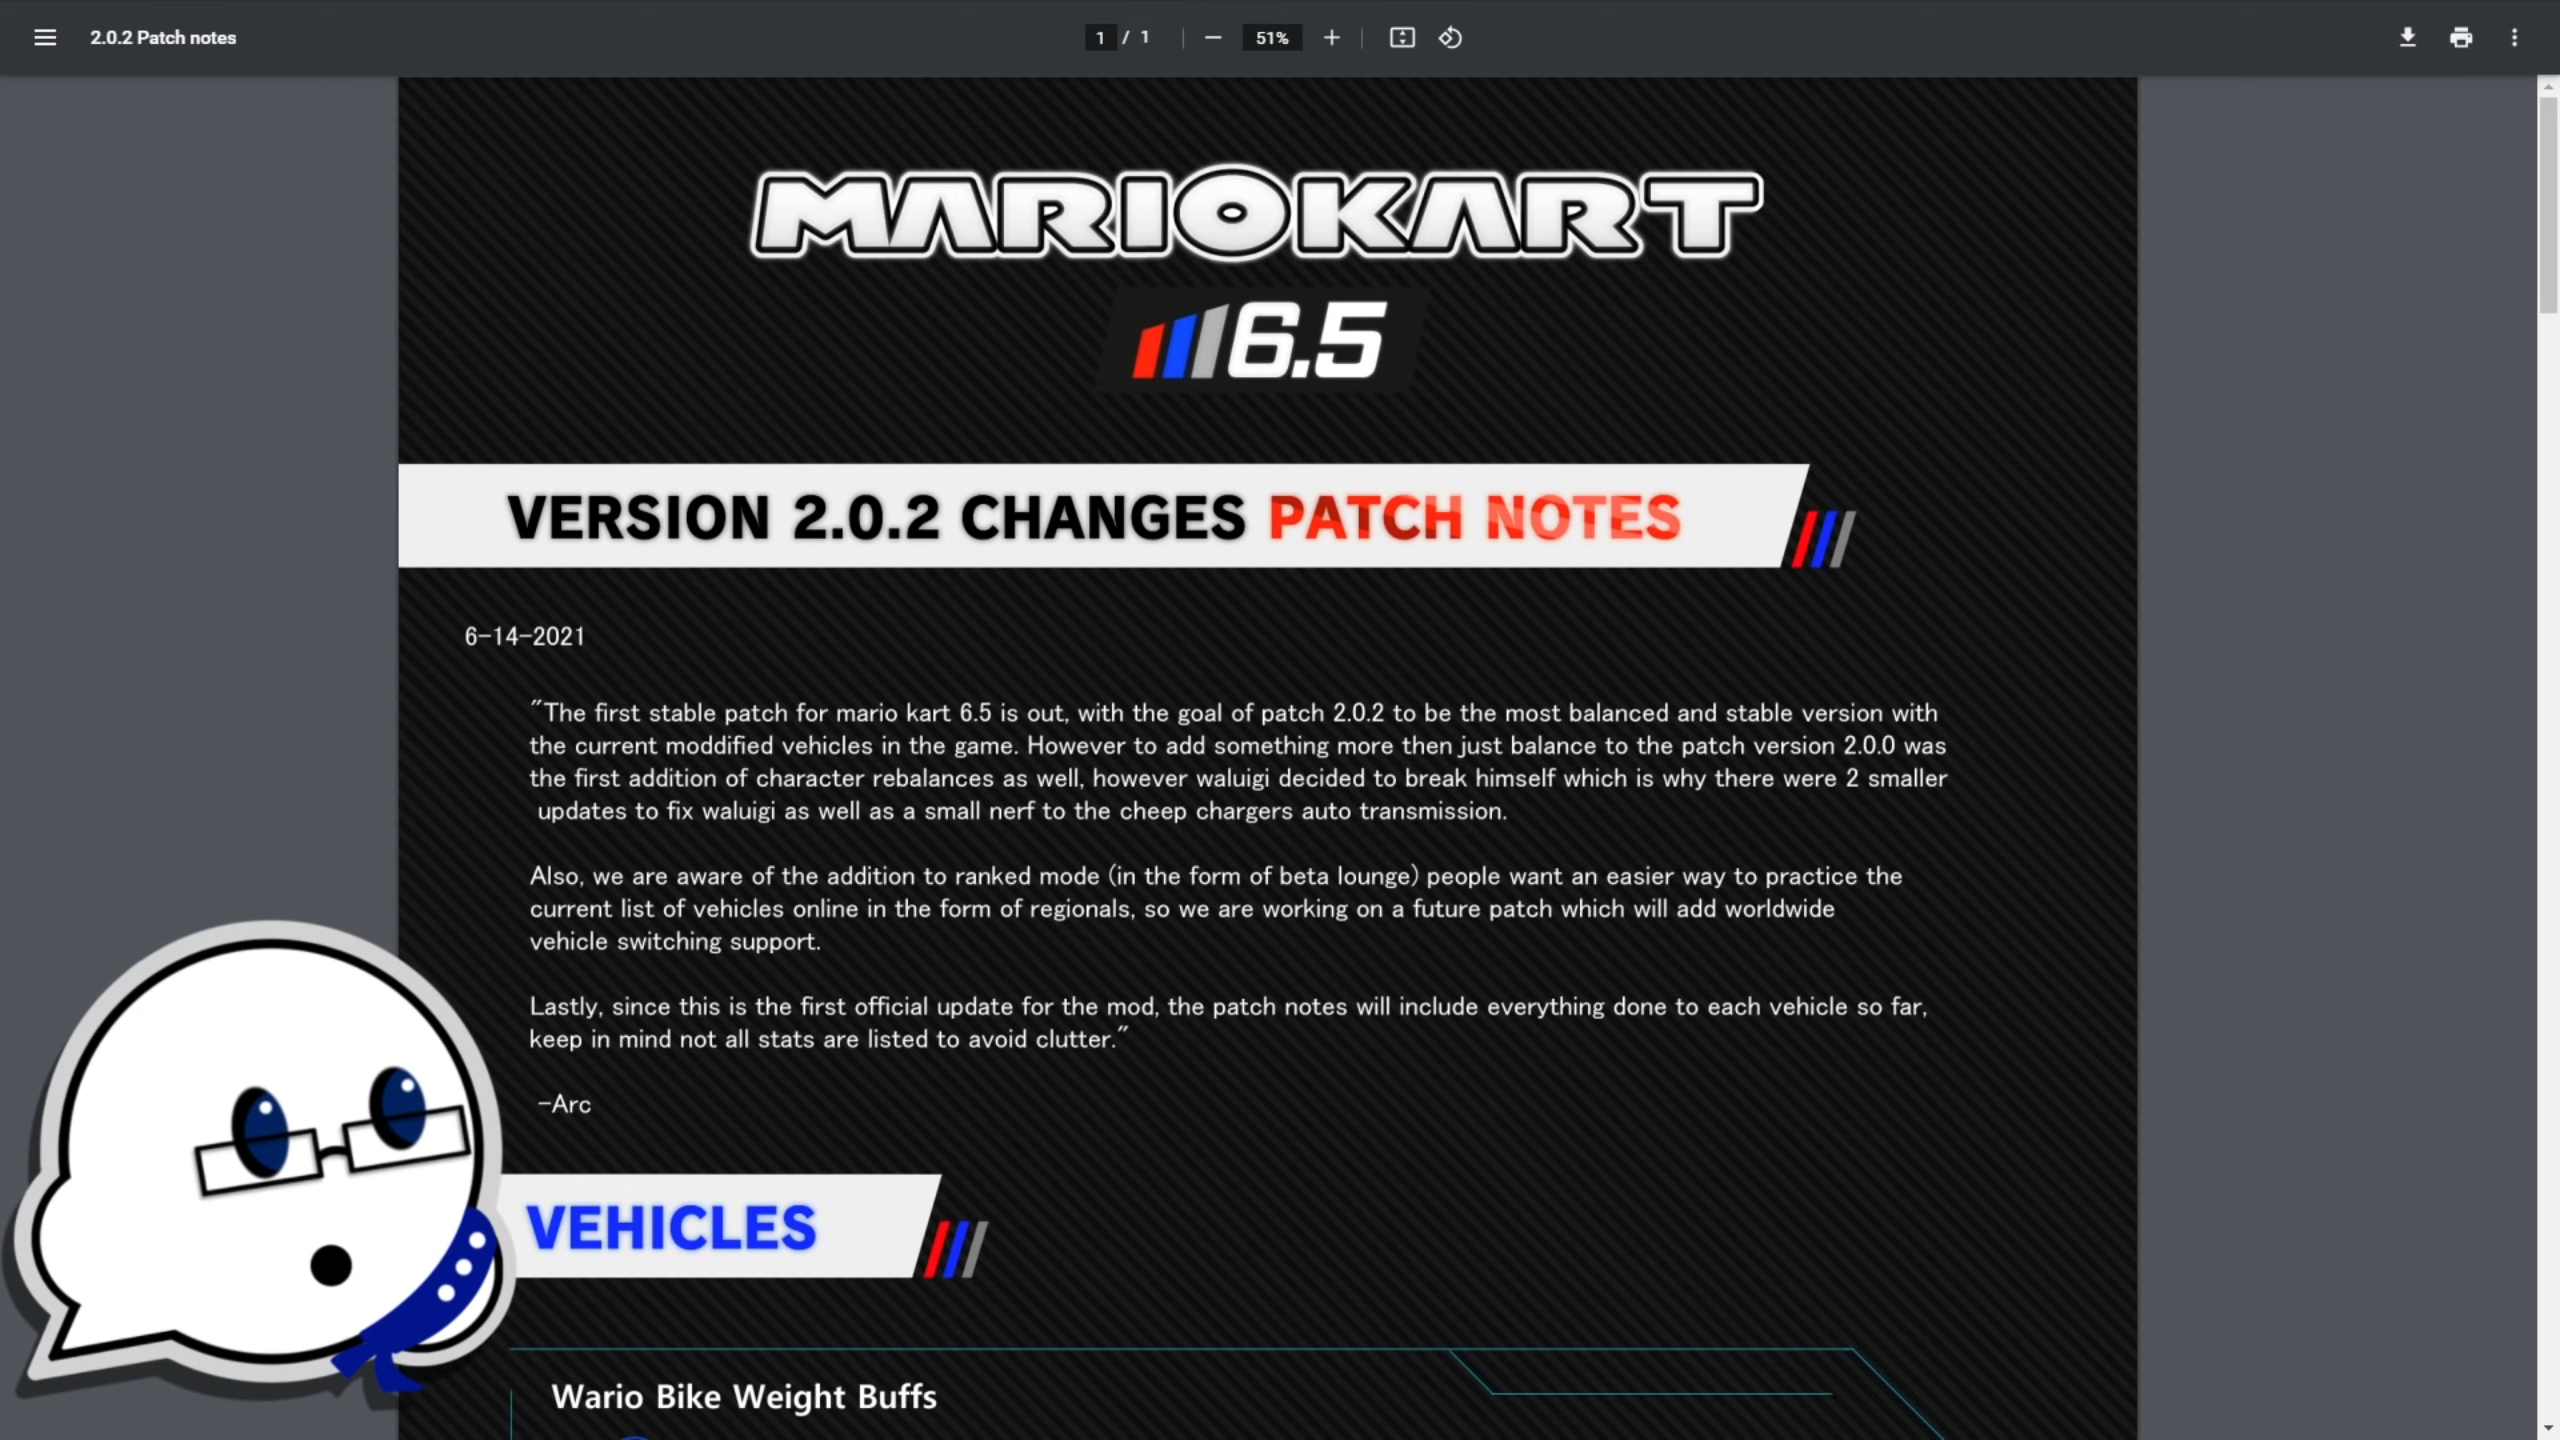 2.0.2 Patch notes
1 / 1
51%
MARIOKART
6.5
VERSION 2.0.2 CHANGES PATCH NOTES
6-14-2021
"The first stable patch for mario kart 6.5 is out, with the goal of patch 2.0.2 to be the most balanced and stable version with
the current moddified vehicles in the game. However to add something more then just balance to the patch version 2.0.0 was
the first addition of character rebalances as well, however waluigi decided to break himself which is why there were 2 smaller
updates to fix waluigi as well as a small nerf to the cheep chargers auto transmission.
Also, we are aware of the addition to ranked mode (in the form of beta lounge) people want an easier way to practice the
current list of vehicles online in the form of regionals, so we are working on a future patch which will add worldwide
vehicle switching support.
Lastly, since this is the first official update for the mod, the patch notes will include everything done to each vehicle so far,
keep in mind not all stats are listed to avoid clutter."
-Arc
VEHICLES
Wario Bike Weight Buffs